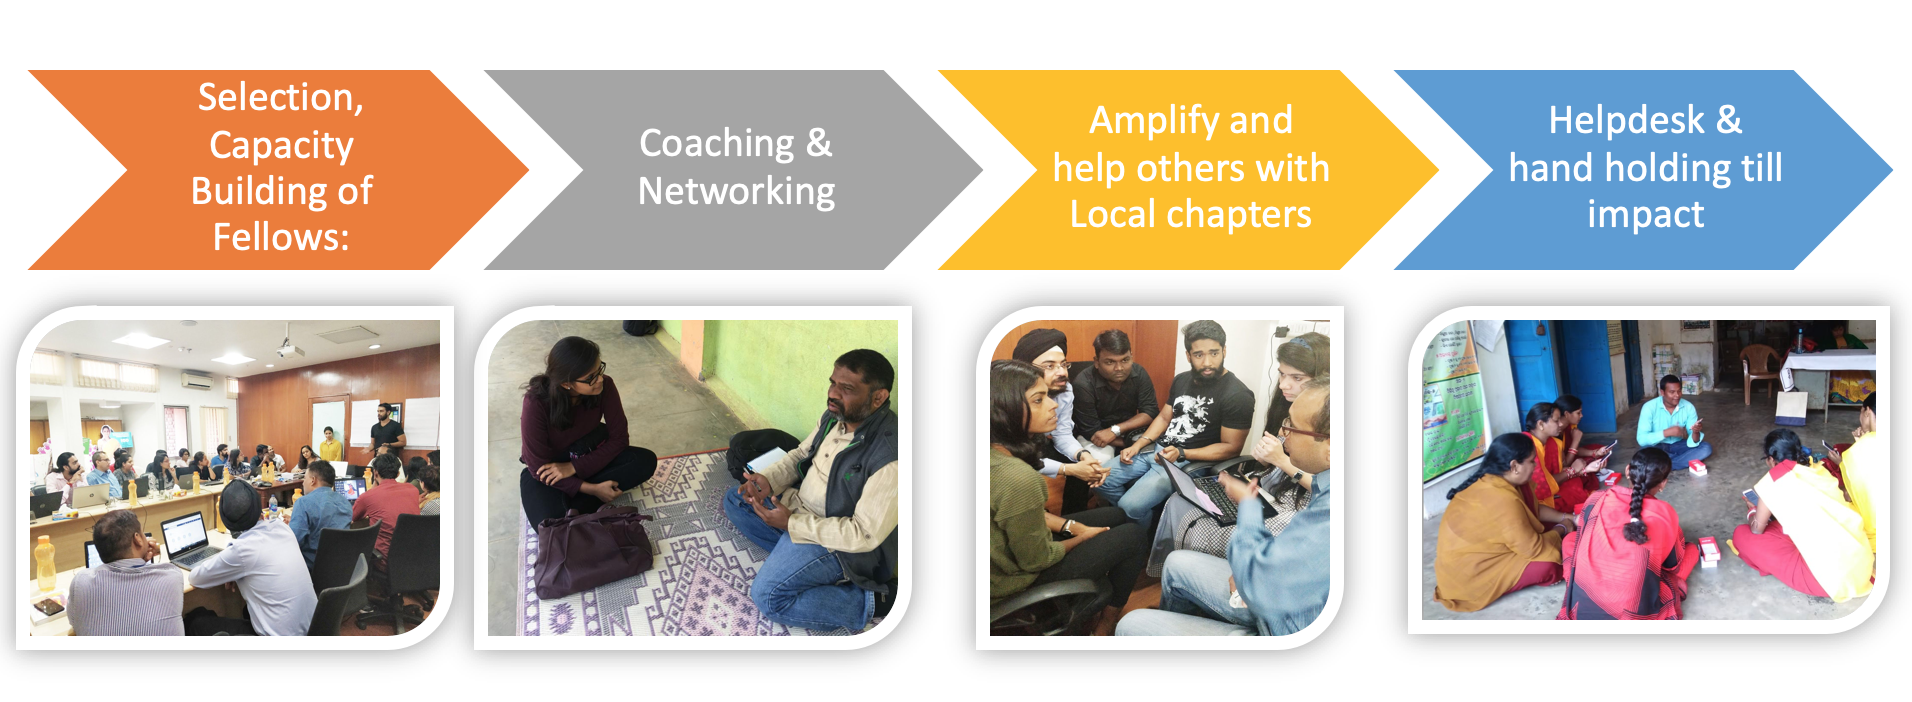 Selection,
Capacity
Building of
Fellows:
Coaching &
Networking
Amplify and
help others with
Local chapters
Helpdesk &
hand holding till
impact